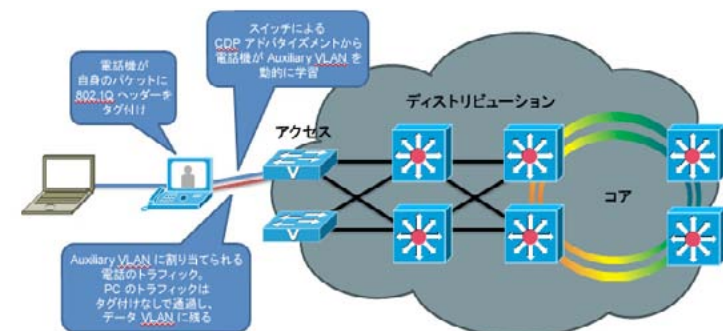 スイッチによる
CDP アドバタイズメントから
電話機が Auxiliary VLAN を
動的に学習
電話機が
自身のパケットに
802.1Q ヘッダーを
タグ付け
ディストリビューション
アクセス
V
V
コア
Auxiliary VLAN に割り当てられる
電話のトラフィック。
PC のトラフィックは
タグ付けなしで通過し、
データ VLAN に残る